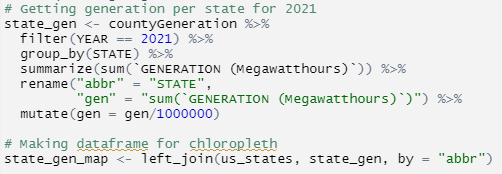 # Getting generation per state for 2021
state_gen <- countyGeneration %>%
  filter(YEAR == 2021) %>%
  group_by(STATE) %>%
  summarize(sum(`GENERATION (Megawatthours)`)) %>%
  rename("abbr" = "STATE",
         "gen" = "sum(`GENERATION (Megawatthours)`)") %>%
  mutate(gen = gen/1000000)

# Making dataframe for chloropleth
state_gen_map <- left_join(us_states, state_gen, by = "abbr")